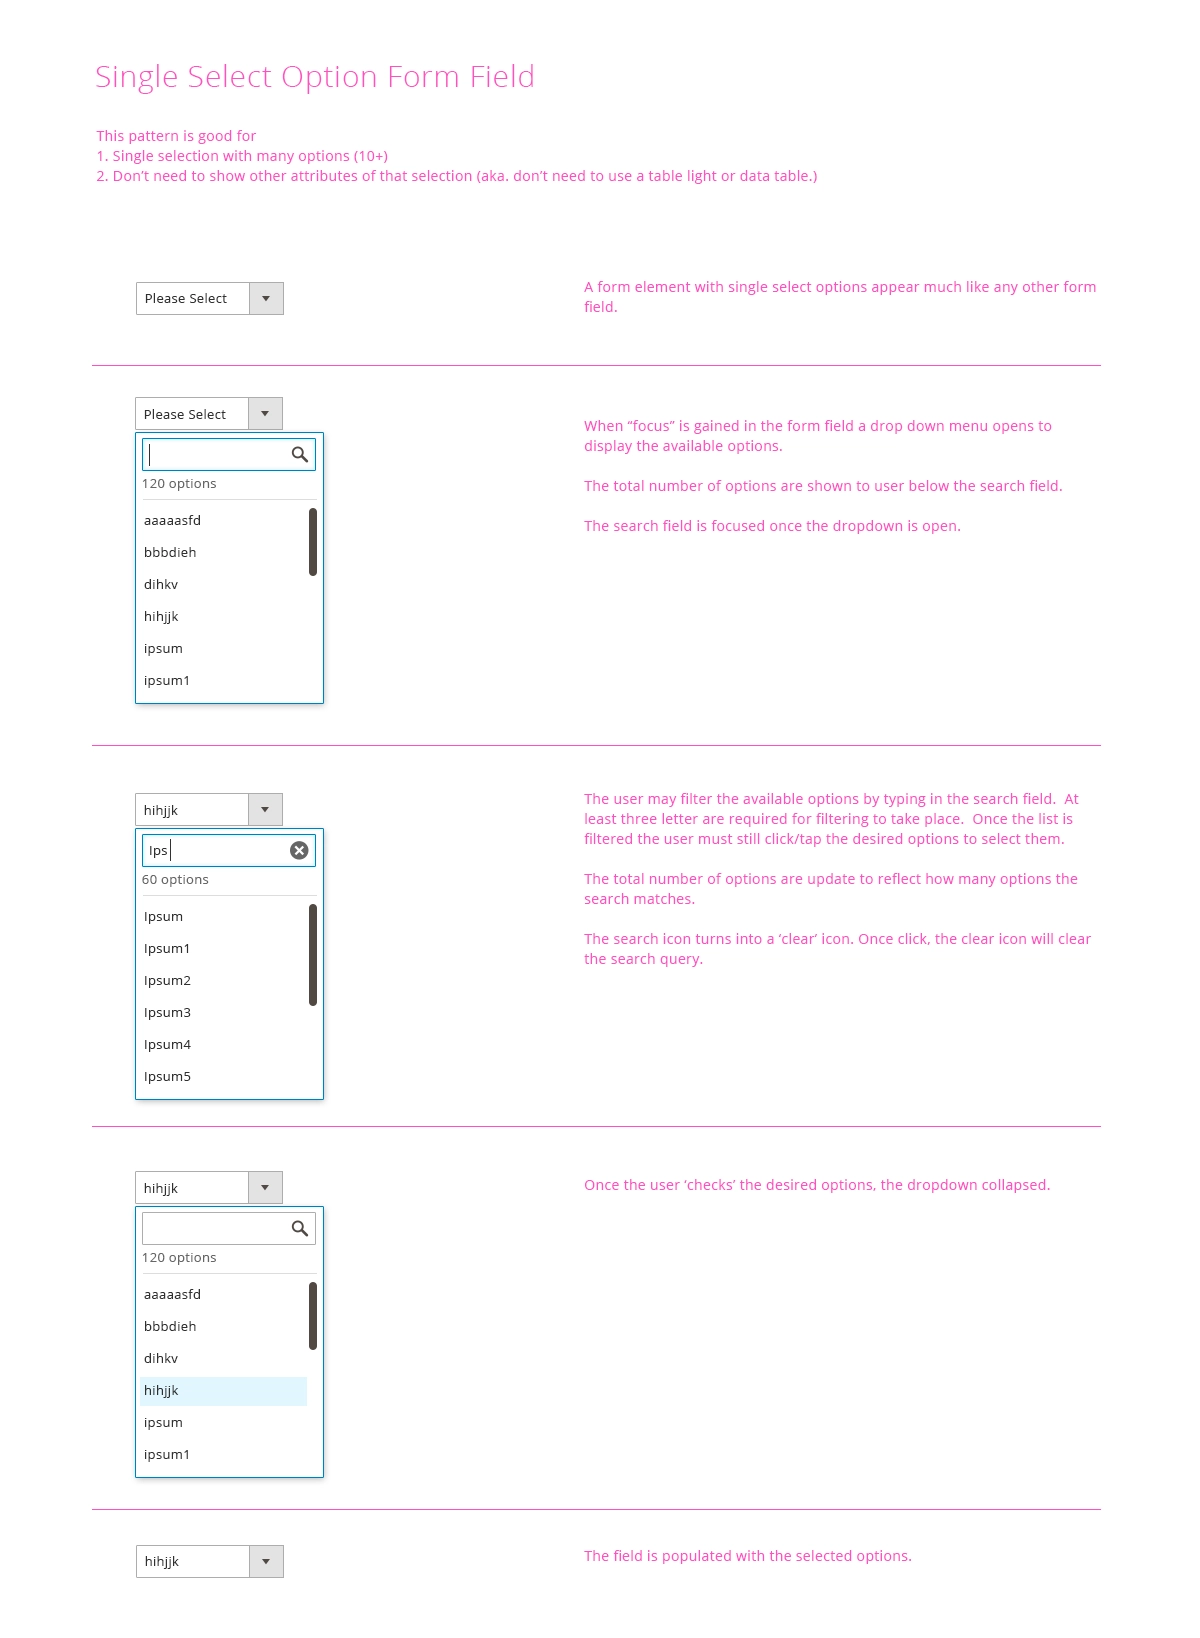 Single Select Option Form Field
This pattern is good for
1. Single selection with many options (10+)
2. Don’t need to show other attributes of that selection (aka. don’t need to use a table light or data table.)
Please Select
A form element with single select options appear much like any other form
field.
Please Select
120 options
aaaaasfd
bbbdieh
dihkv
hihjjk
ipsum
ipsum1
When “focus” is gained in the form field a drop down menu opens to
display the available options.
The total number of options are shown to user below the search field.
The search field is focused once the dropdown is open.
hihjjk
Ips
60 options
Ipsum
Ipsum1
Ipsum2
Ipsum3
Ipsum4
Ipsum5
The user may filter the available options by typing in the search field.  At
least three letter are required for filtering to take place.  Once the list is
filtered the user must still click/tap the desired options to select them.
The total number of options are update to reflect how many options the
search matches.
The search icon turns into a ‘clear’ icon. Once click, the clear icon will clear
the search query.
hihjjk
120 options
aaaaasfd
bbbdieh
dihkv
hihjjk
ipsum
ipsum1
Once the user ‘checks’ the desired options, the dropdown collapsed.
hihjjk
The field is populated with the selected options.